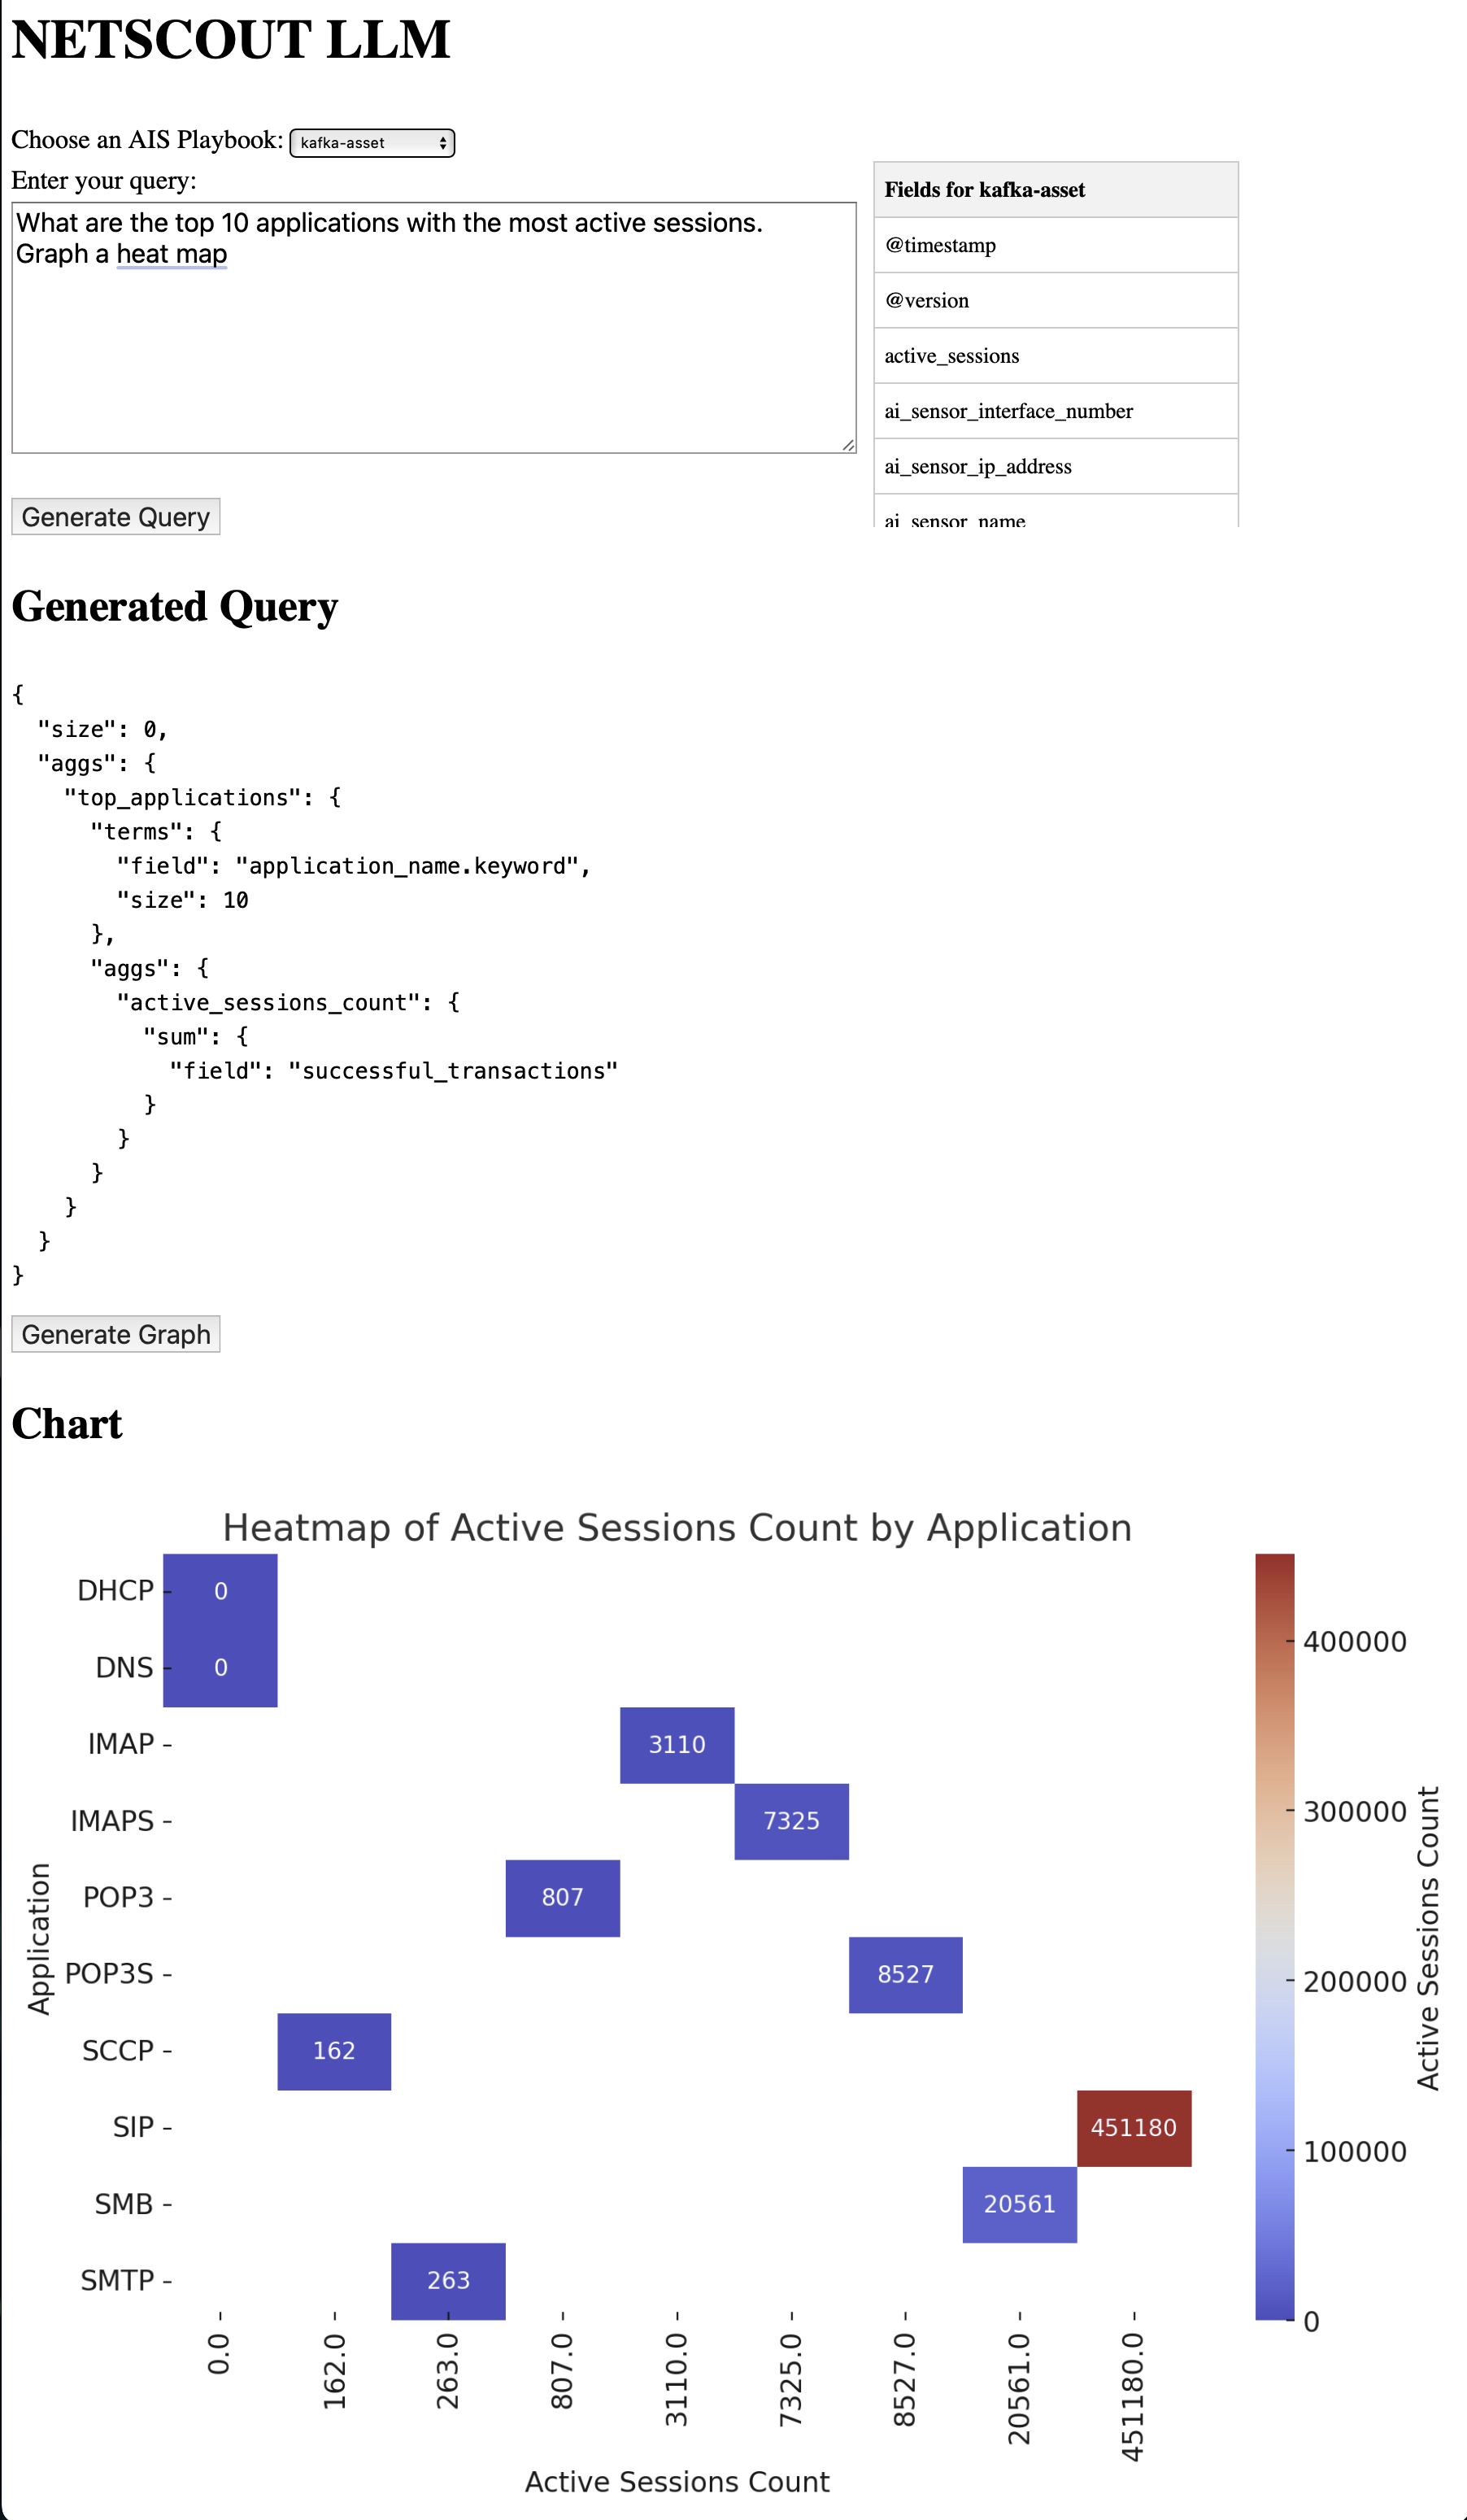 NETSCOUT LLM
Choose an AIS Playbook: kafka-asset
Enter your query:
What are the top 10 applications with the most active sessions.
Graph a heat map
Fields for kafka-asset
@timestamp
@version
active_sessions
ai_sensor_interface_number
ai_sensor_ip_address
ai_sensor_name
Generate Query
Generated Query
{
  "size": 0,
  "aggs": {
    "top_applications": {
      "terms": {
        "field": "application_name.keyword",
        "size": 10
      },
      "aggs": {
        "active_sessions_count": {
          "sum": {
            "field": "successful_transactions"
          }
        }
      }
    }
  }
}
Generate Graph
Chart
Heatmap of Active Sessions Count by Application
Application
DHCP 0
DNS 0
IMAP 3110
IMAPS 7325
POP3 807
POP3S 8527
SCCP 162
SIP 451180
SMB 20561
SMTP 263
0.0 162.0 263.0 807.0 3110.0 7325.0 8527.0 20561.0 451180.0
Active Sessions Count
400000
300000
200000
100000
0
Active Sessions Count